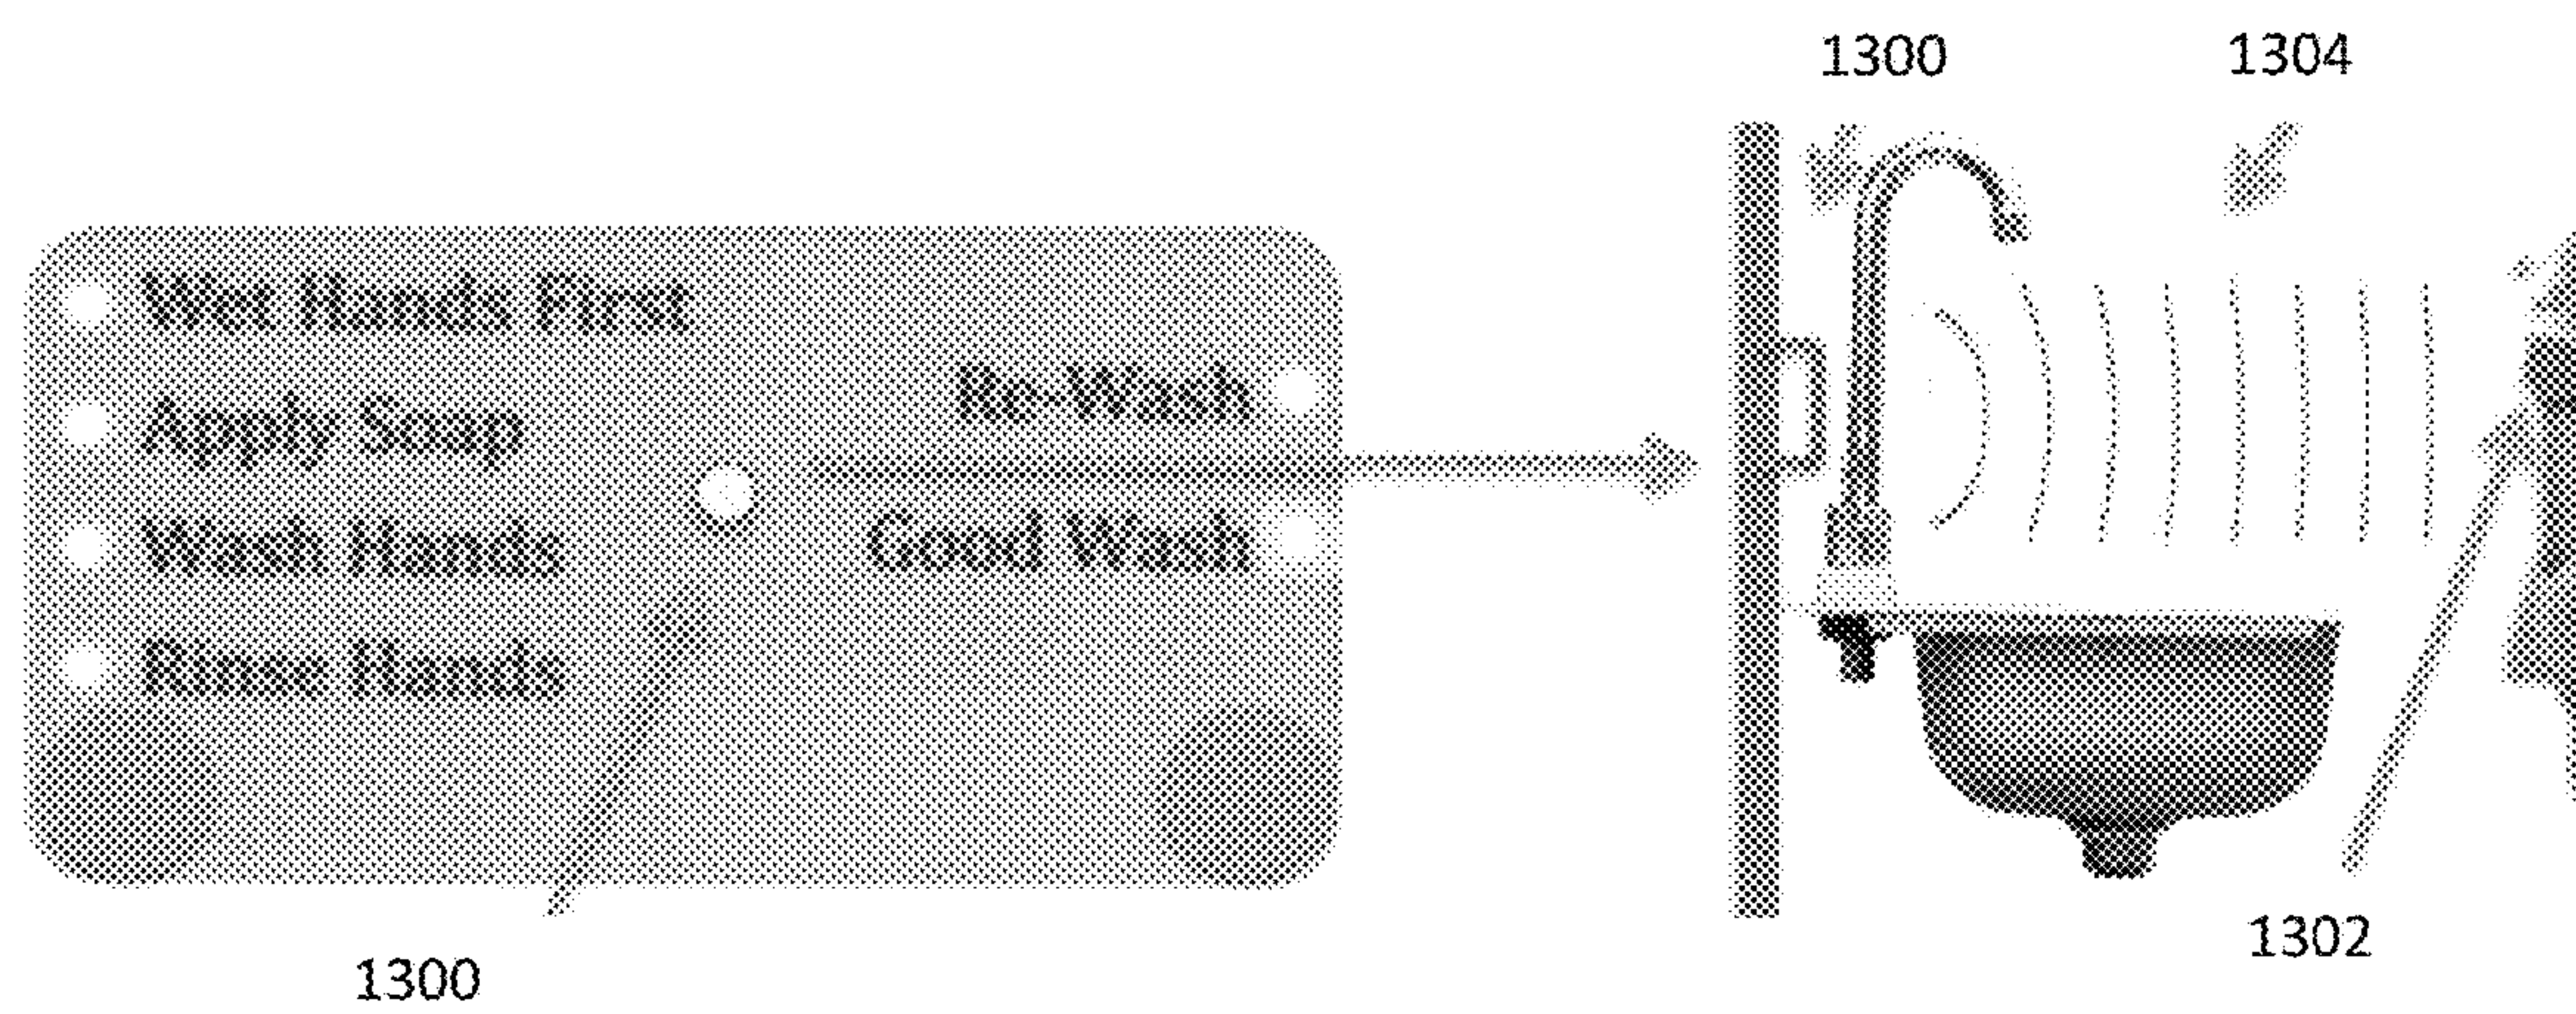 1300
1304
Wet Hands First
Apply Soap
Wash Hands
Rinse Hands
Re-Wash
Good Wash
1300
1302